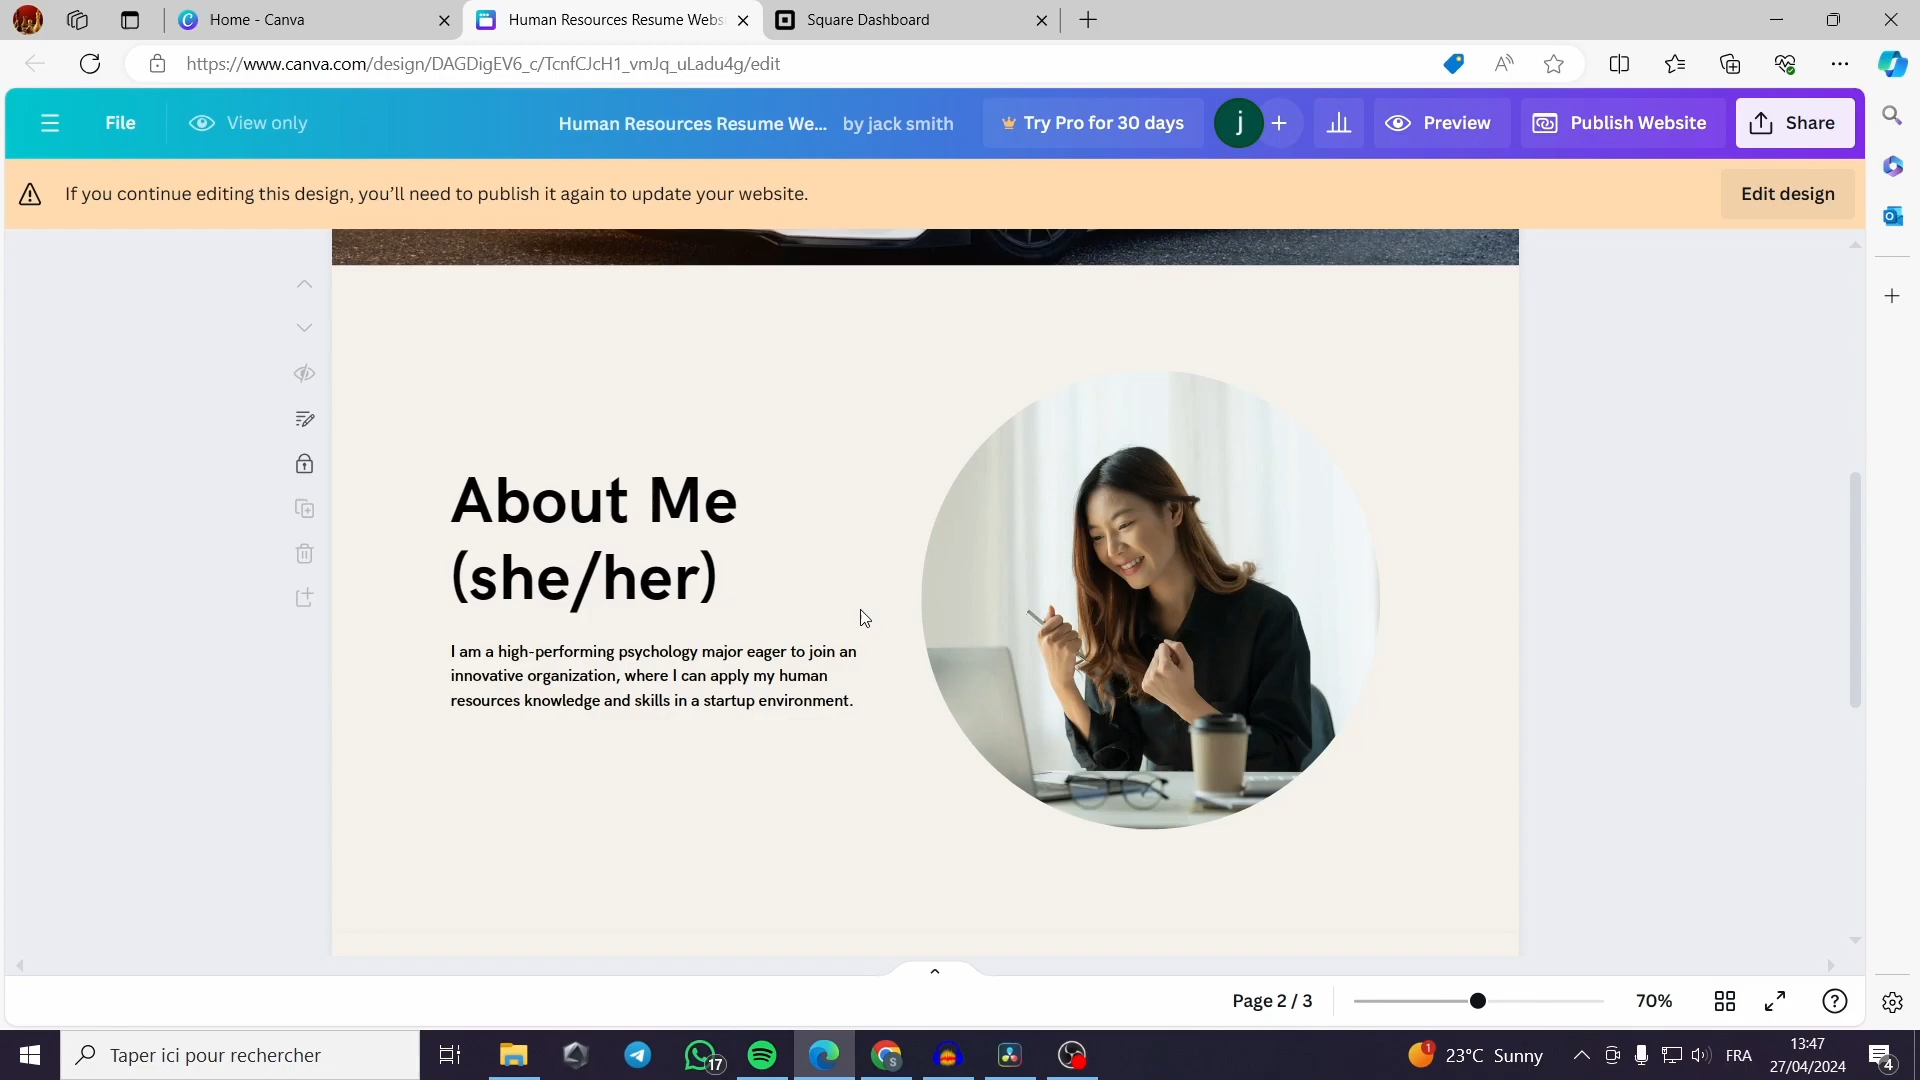 Home - Canva
Human Resources Resume Webs
Square Dashboard
https://www.canva.com/design/DAGDigEV6_c/TcnfCJcH1_vmJq_uLadu4g/edit
File
View only
Human Resources Resume We... by jack smith
Try Pro for 30 days
j
Preview
Publish Website
Share
If you continue editing this design, you'll need to publish it again to update your website.
Edit design
About Me
(she/her)
I am a high-performing psychology major eager to join an
innovative organization, where I can apply my human
resources knowledge and skills in a startup environment.
Page 2 / 3
70%
Taper ici pour rechercher
17
1
23°C Sunny
FRA
13:47
27/04/2024
4